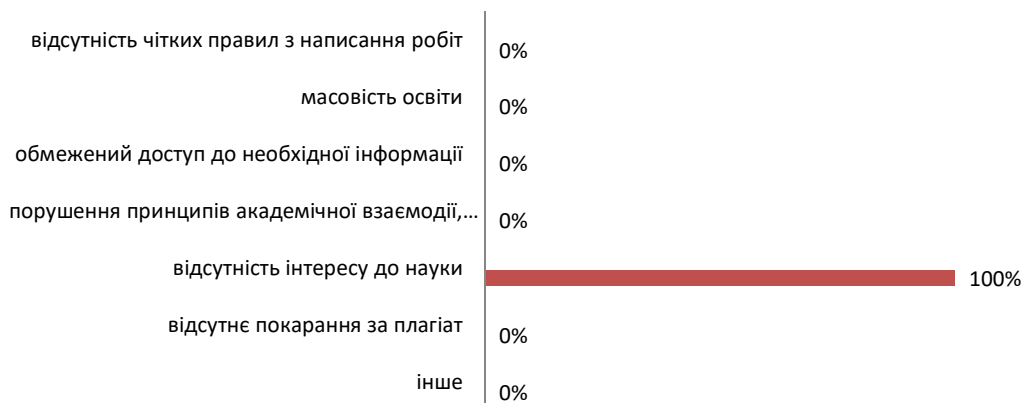 відсутність чітких правил з написання робіт 0%
масовість освіти 0%
обмежений доступ до необхідної інформації 0%
порушення принципів академічної взаємодії,... 0%
відсутність інтересу до науки 100%
відсутнє покарання за плагіат 0%
інше 0%